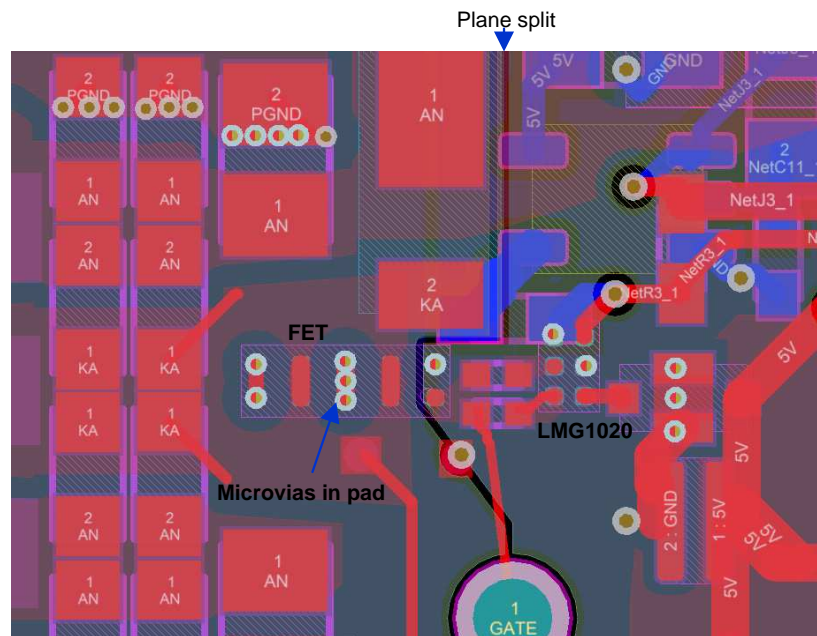 Plane split
2
PGND
2
PGND
2
PGND
1
AN
5V
5V
5V
GND
GND
NetJ3_1
2
NetC11_1
1
AN
1
AN
1
AN
NetJ3_1
2
AN
2
AN
2
KA
NetR3_1
NetR3_1
FET
1
KA
1
KA
5V
LMG1020
1
KA
1
KA
5V
Microvias in pad
2 : GND
1 : 5V
5V
5V
5V
2
AN
2
AN
1
AN
1
AN
1
AN
1
GATE